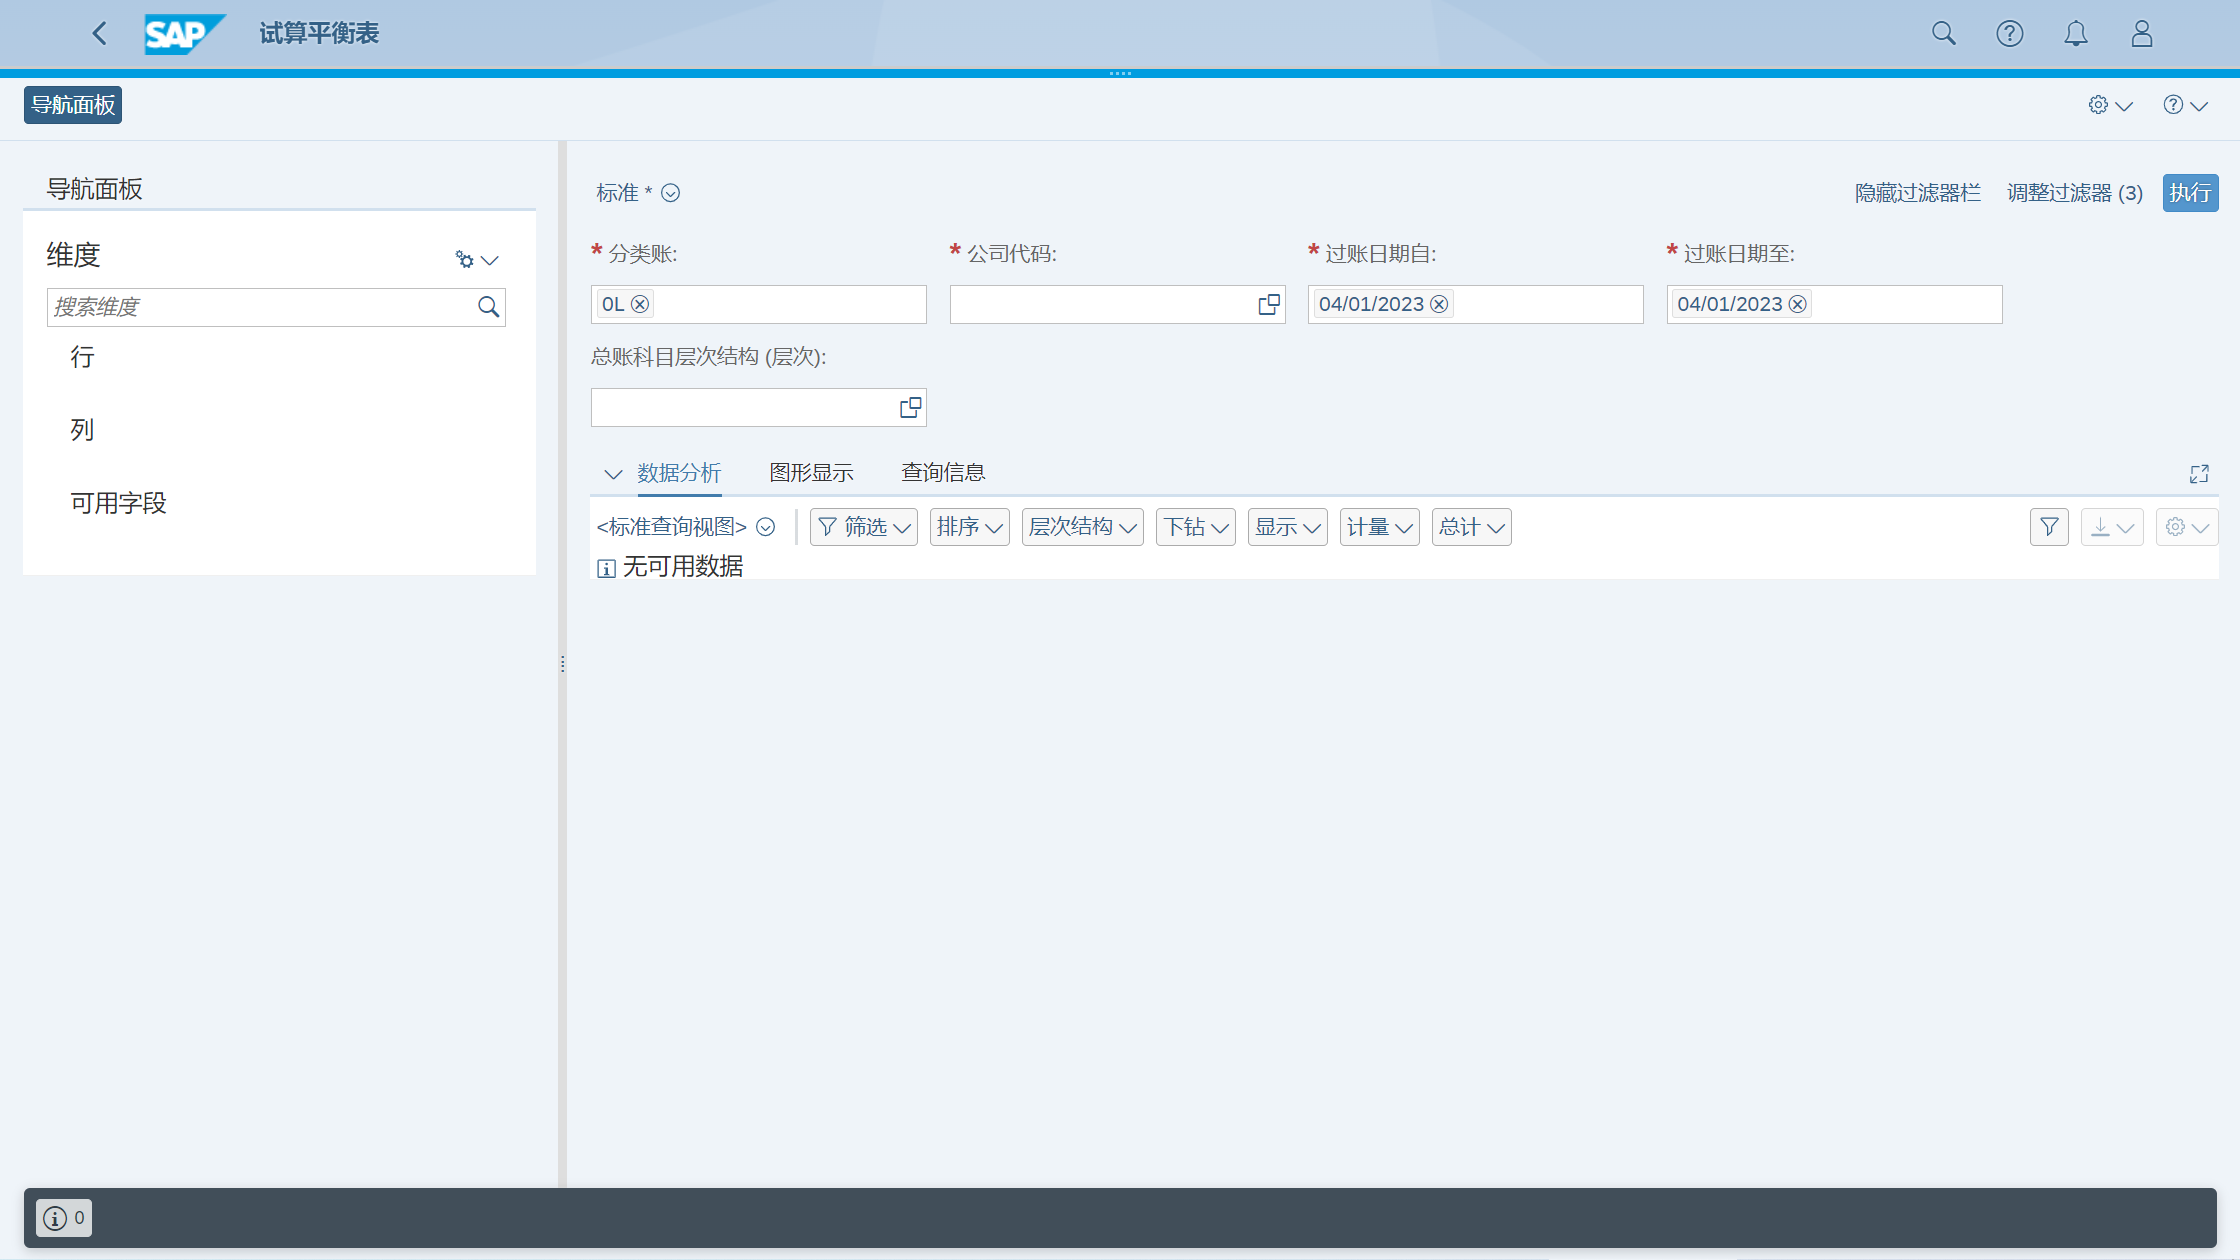 SAP 试算平衡表
导航面板
导航面板
维度
搜索维度
行
列
可用字段
标准 *
隐藏过滤器栏 调整过滤器 (3) 执行
* 分类账: * 公司代码: * 过账日期自: * 过账日期至:
0L 04/01/2023 04/01/2023
总账科目层次结构 (层次):
数据分析 图形显示 查询信息
<标准查询视图> 筛选 排序 层次结构 下钻 显示 计量 总计
无可用数据
0